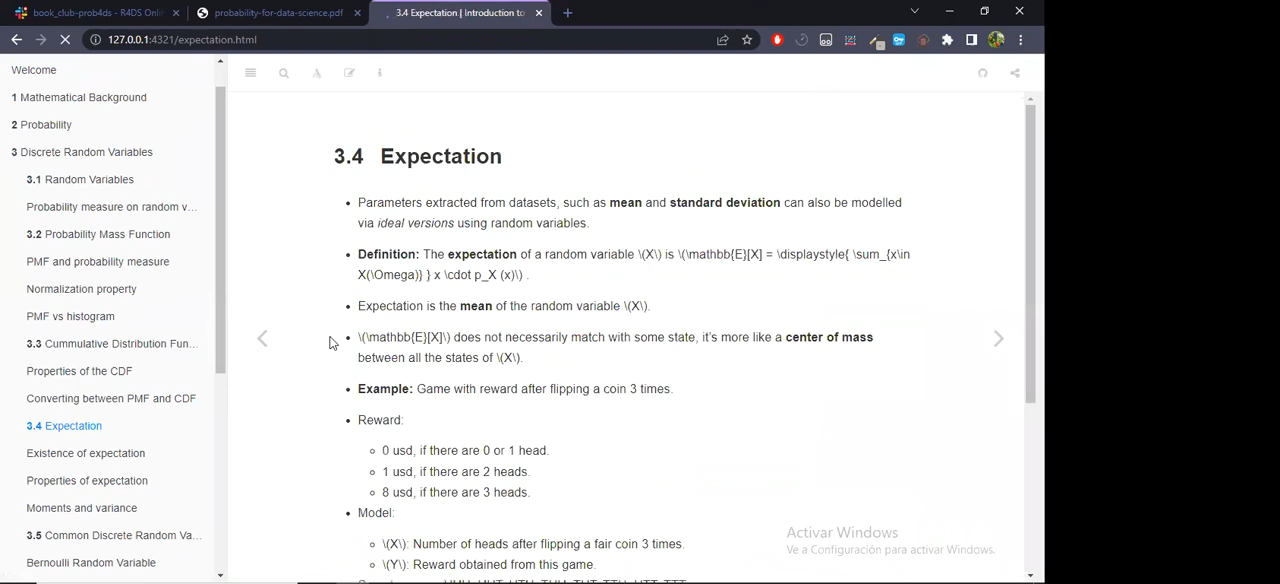 book_club-prob4ds - R4DS Onli
probability-for-data-science.pdf
3.4 Expectation | Introduction to
127.0.0.1:4321/expectation.html
Welcome
1 Mathematical Background
2 Probability
3 Discrete Random Variables
3.1 Random Variables
Probability measure on random v...
3.2 Probability Mass Function
PMF and probability measure
Normalization property
PMF vs histogram
3.3 Cummulative Distribution Fun...
Properties of the CDF
Converting between PMF and CDF
3.4 Expectation
Existence of expectation
Properties of expectation
Moments and variance
3.5 Common Discrete Random Va...
Bernoulli Random Variable
3.4 Expectation
• Parameters extracted from datasets, such as mean and standard deviation can also be modelled
via ideal versions using random variables.
• Definition: The expectation of a random variable \(X\) is \(\mathbb{E}[X] = \displaystyle{ \sum_{x\in
X(\Omega)} } x \cdot p_X (x)\) .
• Expectation is the mean of the random variable \(X\).
• \(\mathbb{E}[X]\) does not necessarily match with some state, it's more like a center of mass
between all the states of \(X\).
• Example: Game with reward after flipping a coin 3 times.
• Reward:
◦ 0 usd, if there are 0 or 1 head.
◦ 1 usd, if there are 2 heads.
◦ 8 usd, if there are 3 heads.
• Model:
◦ \(X\): Number of heads after flipping a fair coin 3 times.
◦ \(Y\): Reward obtained from this game.
Activar Windows
Ve a Configuración para activar Windows.